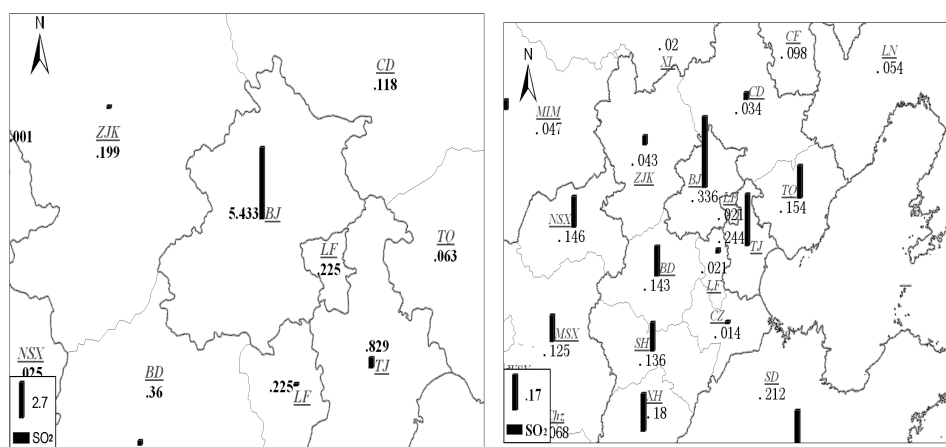 N
CD
.118
.001
ZJK
.199
5.433 BJ
LF
.225
TO
.063
.829
TJ
NSX
.025
BD
.36
.225
LF
2.7
SO2
N
.02
XL
CF
.098
LN
.054
MIM
.047
CD
.034
.043
ZJK
BJ
.336
LF
.021
.244
TJ
TO
.154
NSX
.146
BD
.143
.021
LF
CZ
.014
MSX
.125
SH
.136
SD
.212
XH
.18
.17
Chz
.068
SO2